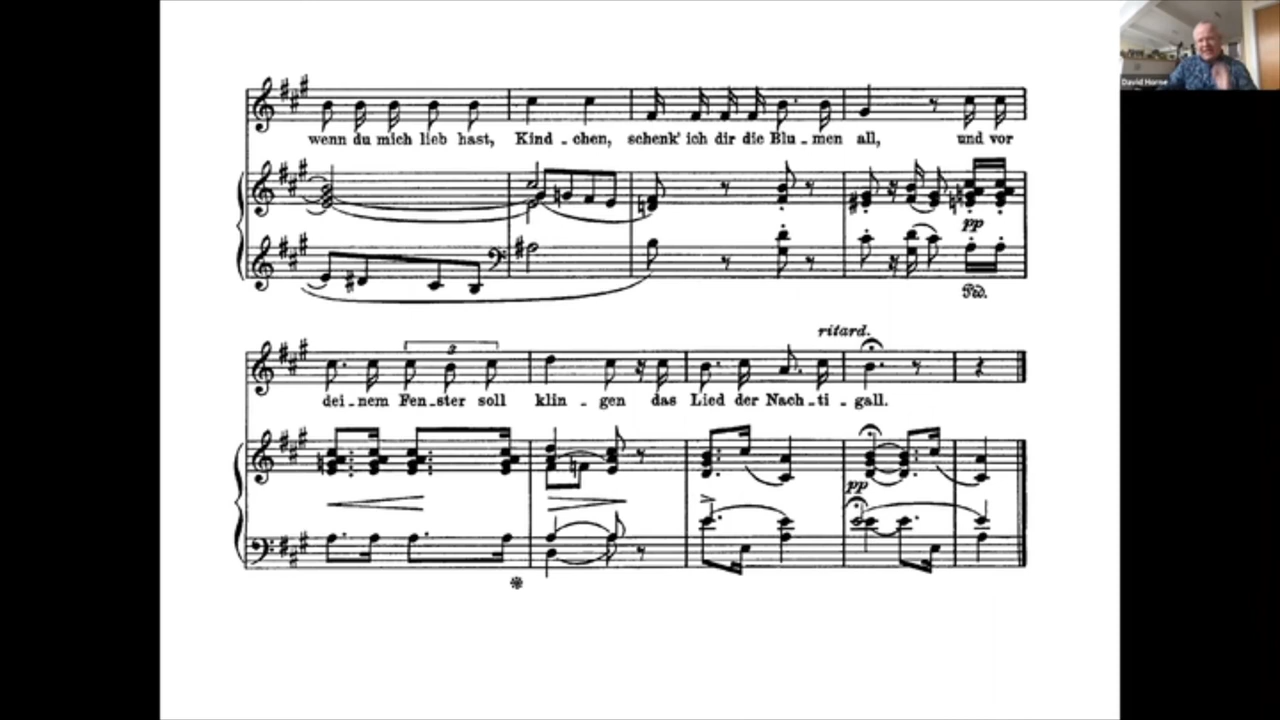 David Horne
wenn du mich lieb hast, Kind - chen, schenk' ich dir die Blu - men all, und vor
pp
Ped.
ritard.
3
dei - nem Fen - ster soll klin - gen das Lied der Nach - ti - gall.
pp